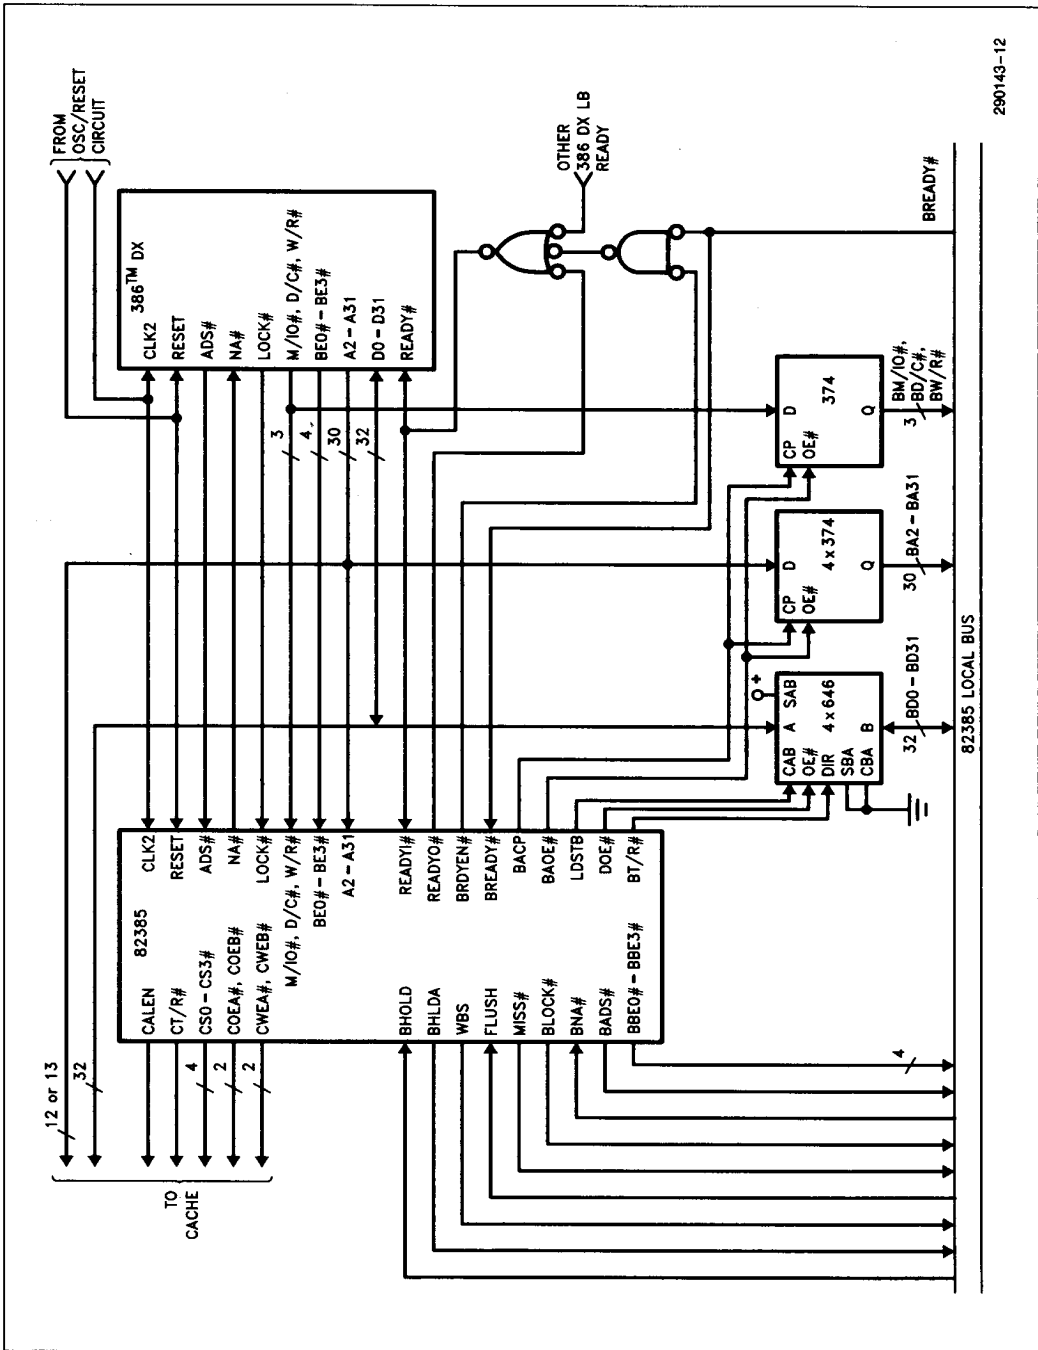 FROM
OSC/RESET
CIRCUIT
386™ DX
CLK2
RESET
ADS#
NA#
LOCK#
M/IO#, D/C#, W/R#
BE0#-BE3#
A2-A31
D0-D31
READY#
3
4
30
32
OTHER
386 DX LB
READY
12 or 13
32
TO
CACHE
4
2
2
82385
CALEN
CT/R#
CS0-CS3#
COEA#, COEB#
CWEA#, CWEB#
BHOLD
BHLDA
WBS
FLUSH
MISS#
BLOCK#
BNA#
BADS#
BBE0#-BBE3#
CLK2
RESET
ADS#
NA#
LOCK#
M/IO#, D/C#, W/R#
BE0#-BE3#
A2-A31
READYI#
READYO#
BRDYEN#
BREADY#
BACP
BAOE#
LDSTB
DOE#
BT/R#
4
+
CAB
A
SAB
OE#
4x646
DIR
SBA
CBA
B
32
BD0-BD31
CP
D
OE#
4x374
Q
30
BA2-BA31
CP
D
OE#
374
Q
3
BM/IO#,
BD/C#,
BW/R#
BREADY#
82385 LOCAL BUS
290143-12